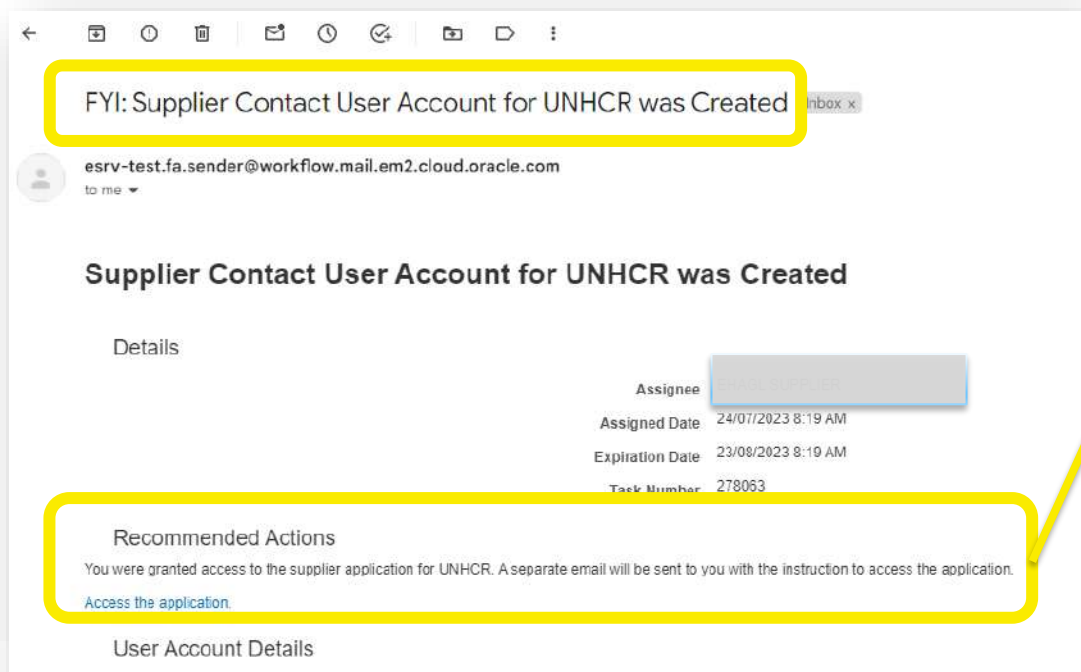 FYI: Supplier Contact User Account for UNHCR was Created
Inbox x
esrv-test.fa.sender@workflow.mail.em2.cloud.oracle.com
to me
Supplier Contact User Account for UNHCR was Created
Details
Assignee
Assigned Date 24/07/2023 8:19 AM
Expiration Date 23/08/2023 8:19 AM
Task Number 278063
Recommended Actions
You were granted access to the supplier application for UNHCR. A separate email will be sent to you with the instruction to access the application.
Access the application.
User Account Details